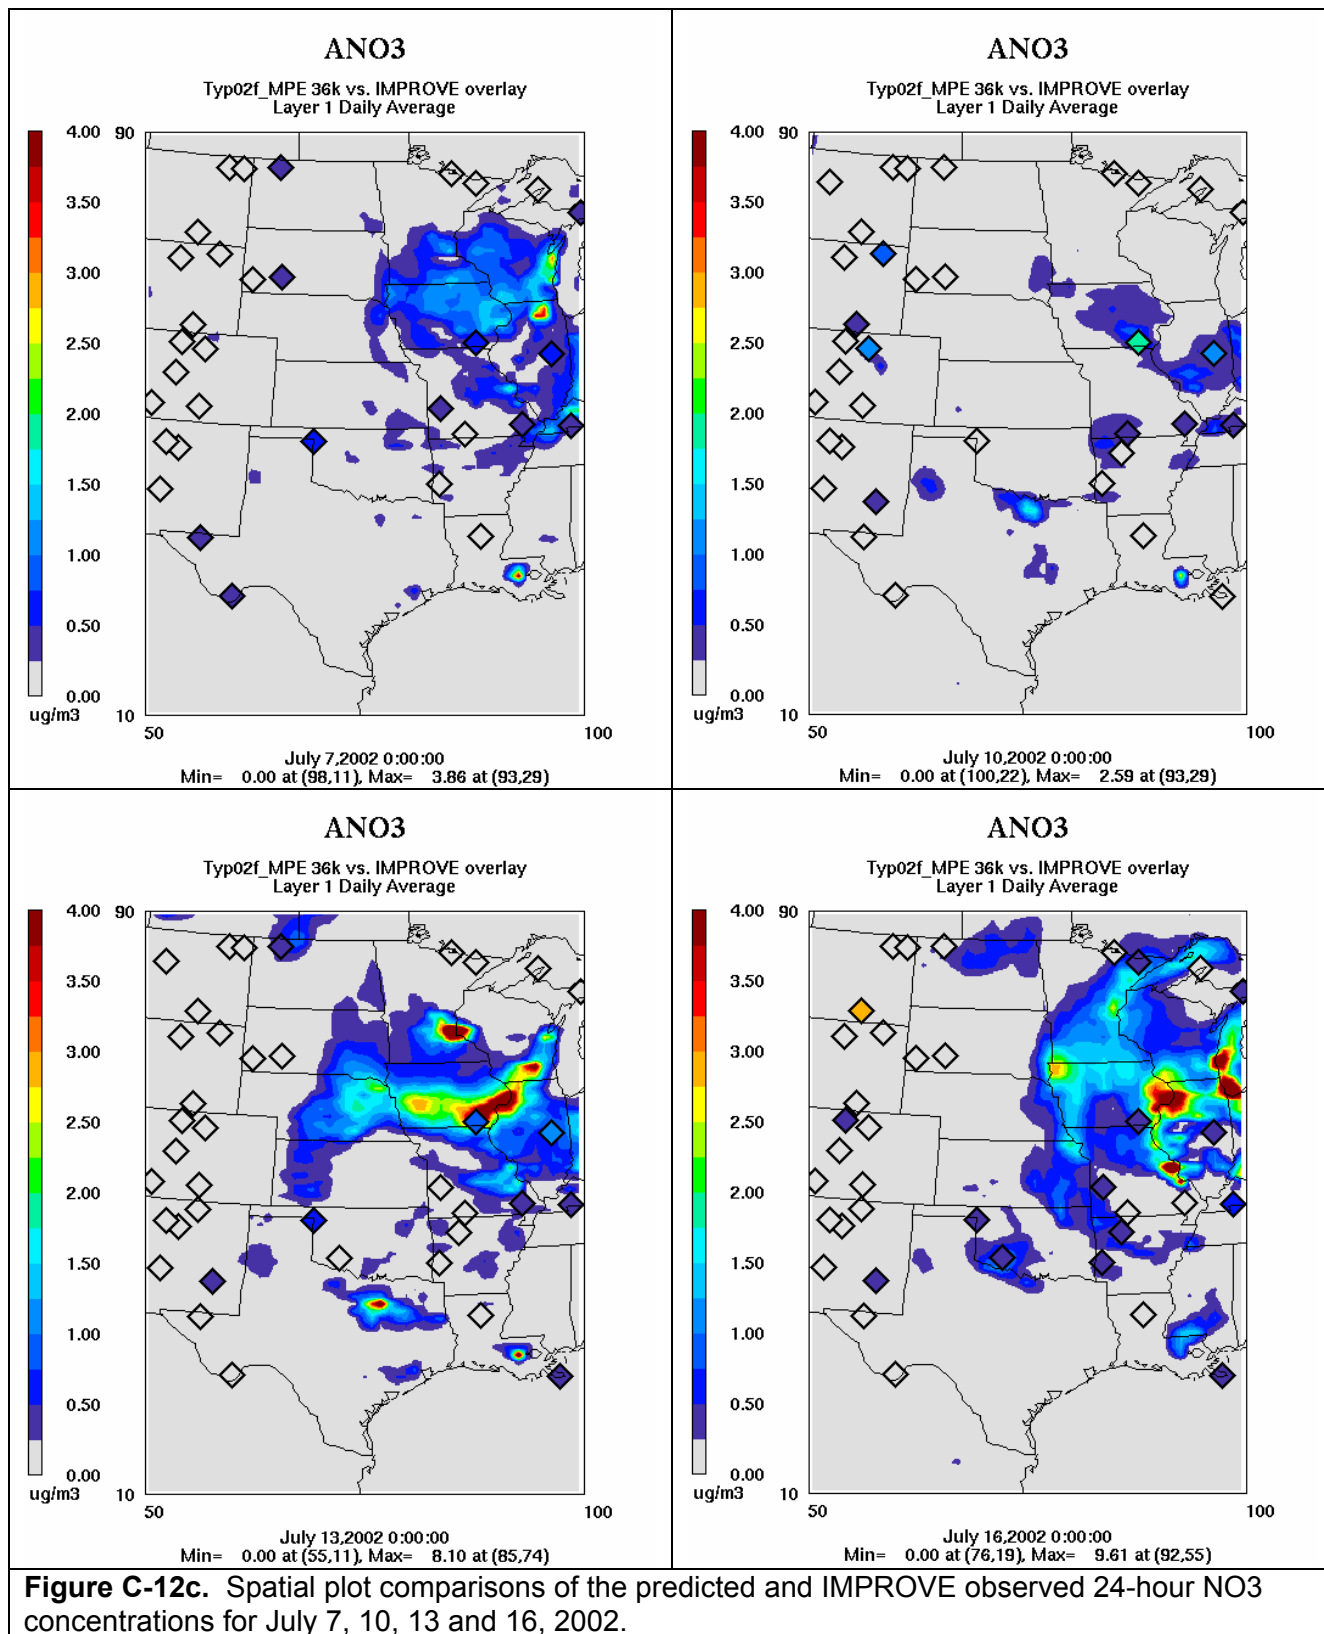 ANO3
Typ02f_MPE 36k vs. IMPROVE overlay
Layer 1 Daily Average
90
4.00
3.50
3.00
2.50
2.00
1.50
1.00
0.50
0.00
ug/m3
10
50
100
July 7,2002 0:00:00
Min= 0.00 at (98,11), Max= 3.86 at (93,29)
ANO3
Typ02f_MPE 36k vs. IMPROVE overlay
Layer 1 Daily Average
90
4.00
3.50
3.00
2.50
2.00
1.50
1.00
0.50
0.00
ug/m3
10
50
100
July 10,2002 0:00:00
Min= 0.00 at (100,22), Max= 2.59 at (93,29)
ANO3
Typ02f_MPE 36k vs. IMPROVE overlay
Layer 1 Daily Average
90
4.00
3.50
3.00
2.50
2.00
1.50
1.00
0.50
0.00
ug/m3
10
50
100
July 13,2002 0:00:00
Min= 0.00 at (55,11), Max= 8.10 at (85,74)
ANO3
Typ02f_MPE 36k vs. IMPROVE overlay
Layer 1 Daily Average
90
4.00
3.50
3.00
2.50
2.00
1.50
1.00
0.50
0.00
ug/m3
10
50
100
July 16,2002 0:00:00
Min= 0.00 at (76,19), Max= 9.61 at (92,55)
Figure C-12c. Spatial plot comparisons of the predicted and IMPROVE observed 24-hour NO3
concentrations for July 7, 10, 13 and 16, 2002.